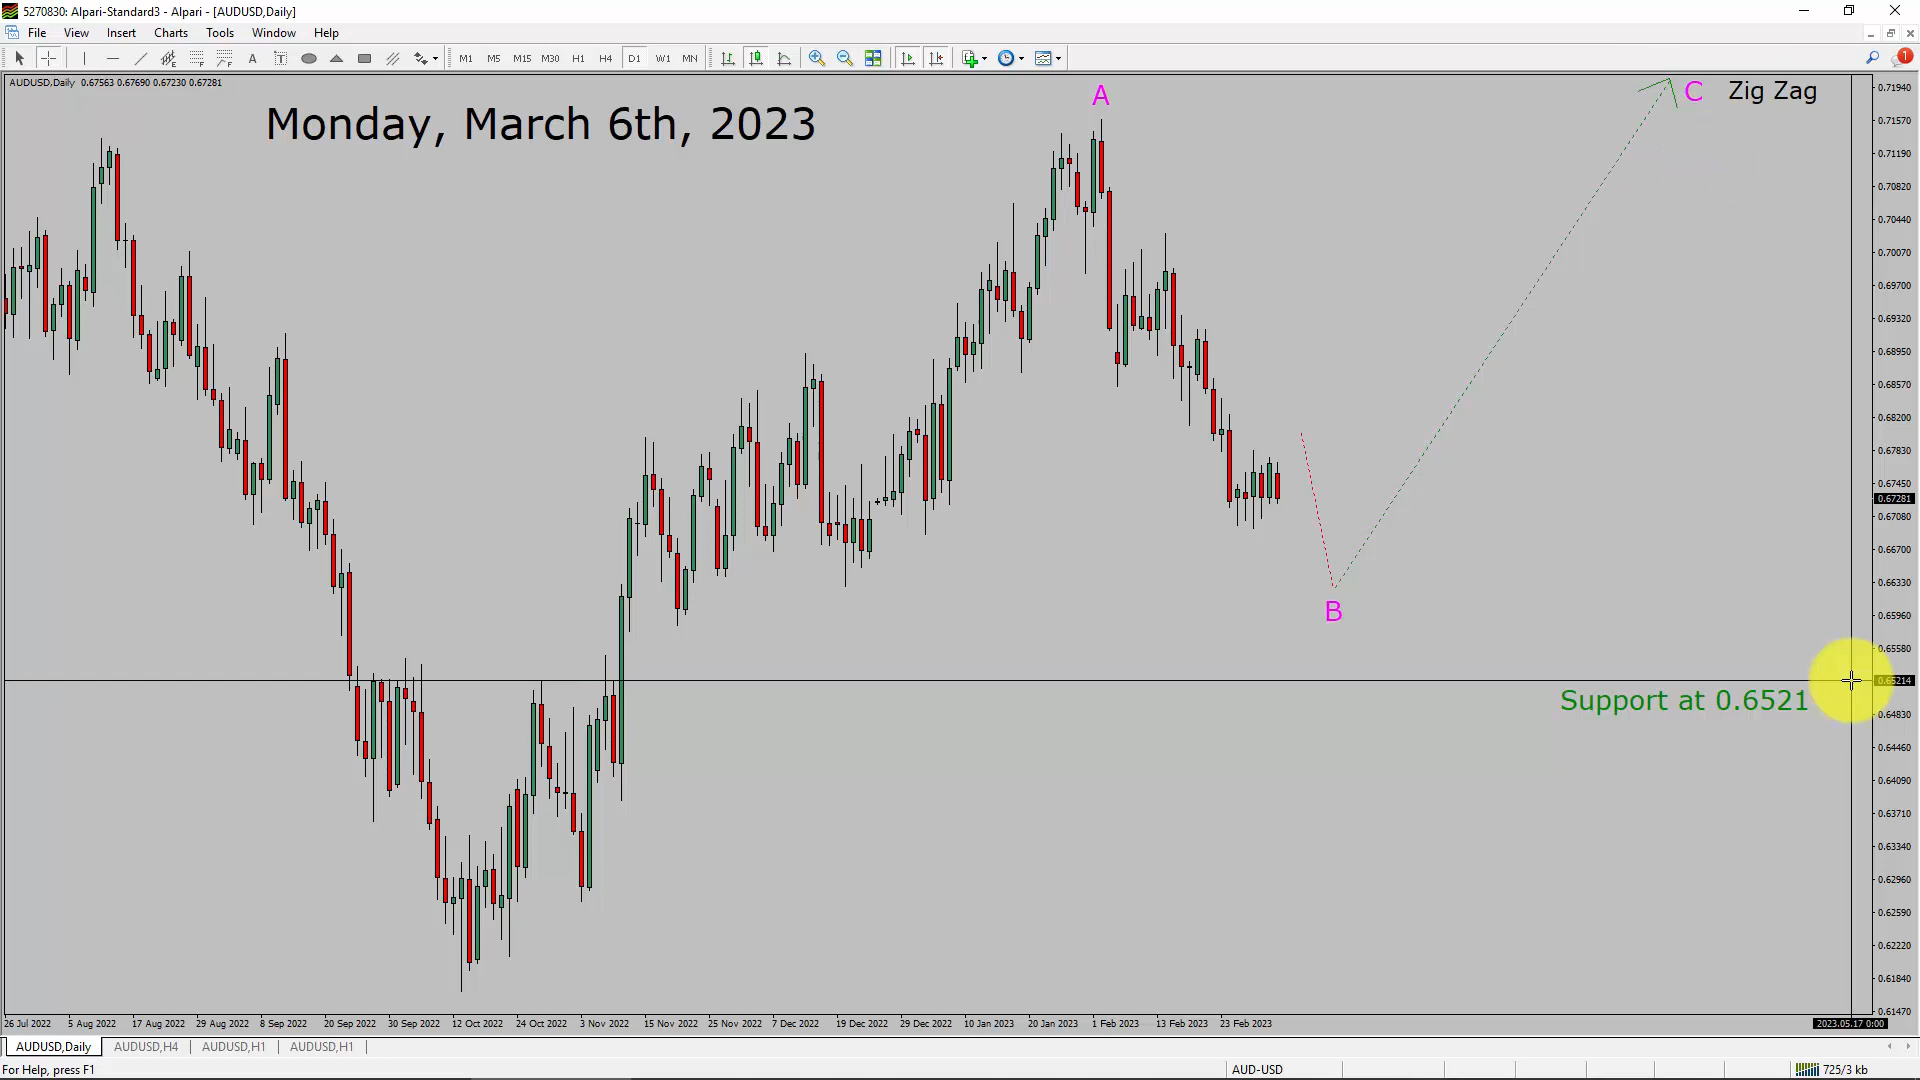 5270830: Alpari-Standard3 - Alpari - [AUDUSD,Daily]
File View Insert Charts Tools Window Help
A T M1 M5 M15 M30 H1 H4 D1 W1 MN 1
AUDUSD,Daily 0.67563 0.67690 0.67230 0.67281
Monday, March 6th, 2023
A
C Zig Zag
B
Support at 0.6521
0.71940
0.71570
0.71190
0.70820
0.70440
0.70070
0.69700
0.69320
0.68950
0.68570
0.68200
0.67830
0.67450
0.67281
0.67080
0.66700
0.66330
0.65960
0.65580
0.65214
0.64830
0.64460
0.64090
0.63710
0.63340
0.62960
0.62590
0.62220
0.61840
0.61470
26 Jul 2022 5 Aug 2022 17 Aug 2022 29 Aug 2022 8 Sep 2022 20 Sep 2022 30 Sep 2022 12 Oct 2022 24 Oct 2022 3 Nov 2022 15 Nov 2022 25 Nov 2022 7 Dec 2022 19 Dec 2022 29 Dec 2022 10 Jan 2023 20 Jan 2023 1 Feb 2023 13 Feb 2023 23 Feb 2023 2023.05.17 0:00
AUDUSD,Daily AUDUSD,H4 AUDUSD,H1 AUDUSD,H1
For Help, press F1 AUD-USD 725/3 kb